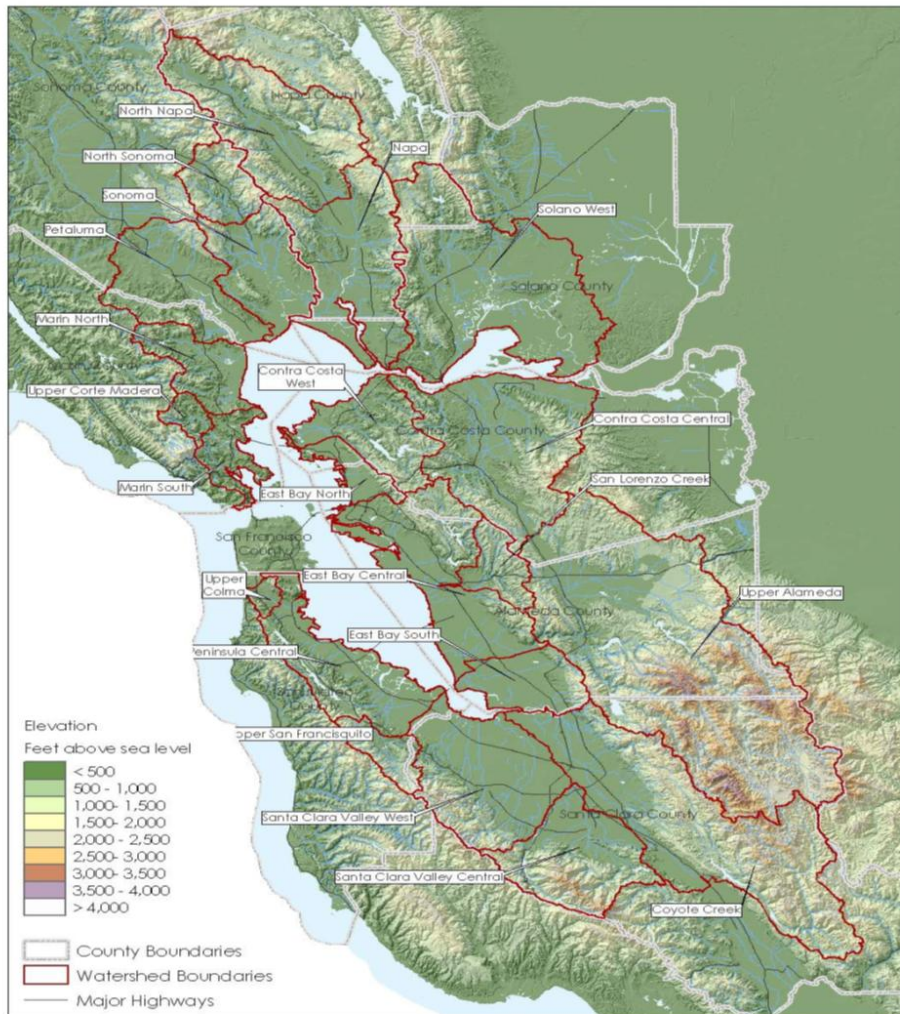 Sonoma County
Napa County
North Napa
Napa
North Sonoma
Sonoma
Solano West
Petaluma
Solano County
Marin North
Contra Costa
West
Upper Corte Madera
Contra Costa County
Contra Costa Central
San Lorenzo Creek
Marin South
East Bay North
San Francisco
County
East Bay Central
Upper
Colma
Alameda County
Upper Alameda
East Bay South
Peninsula Central
San Francisquito
Elevation
Feet above sea level
< 500
500 - 1,000
1,000- 1,500
1,500- 2,000
2,000 - 2,500
2,500- 3,000
3,000- 3,500
3,500 - 4,000
> 4,000
Santa Clara Valley West
Santa Clara County
Santa Clara Valley Central
Coyote Creek
County Boundaries
Watershed Boundaries
Major Highways